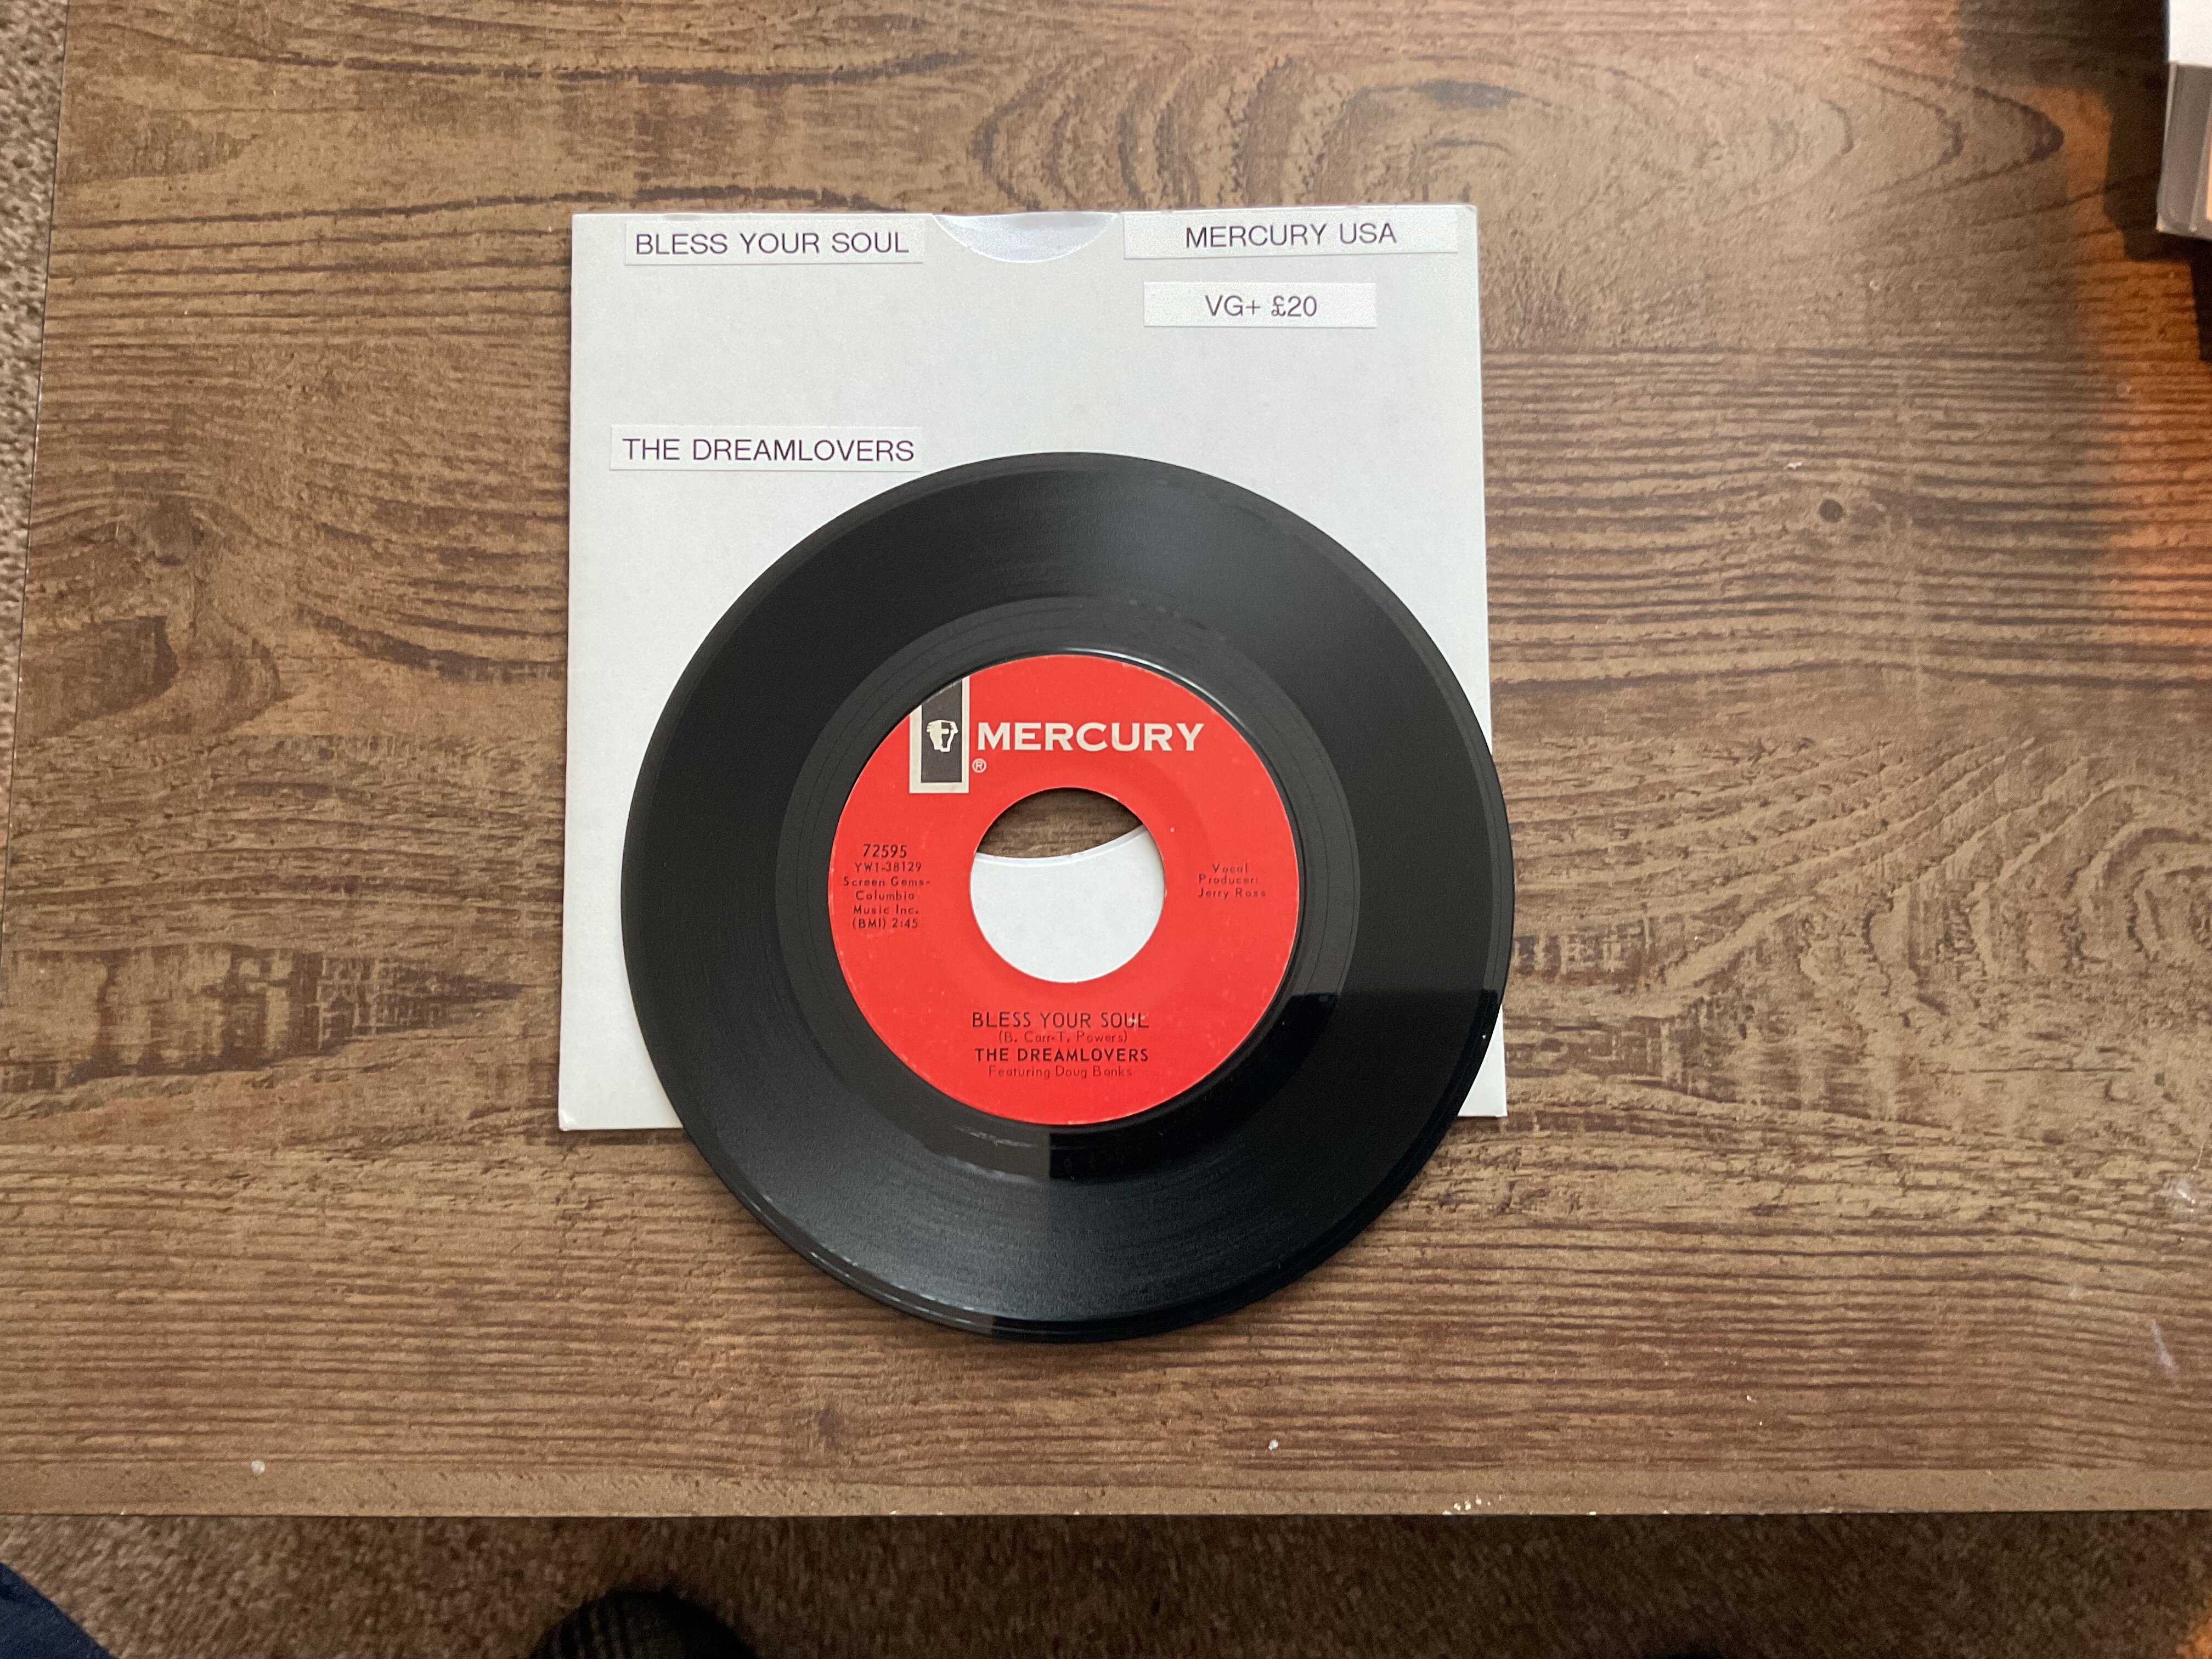 BLESS YOUR SOUL
MERCURY USA
VG+ £20
THE DREAMLOVERS
MERCURY
®
72595
YW1-38129
Screen Gems-
Columbia
Music Inc.
(BMI) 2:45
Vocal
Producer:
Jerry Ross
BLESS YOUR SOUL
(B. Carr-T. Powers)
THE DREAMLOVERS
Featuring Doug Banks